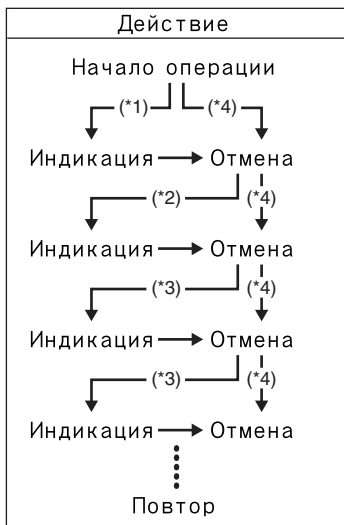 Действие
Начало операции
(*1) (*4)
Индикация Отмена
(*2) (*4)
Индикация Отмена
(*3) (*4)
Индикация Отмена
(*3) (*4)
Индикация Отмена
Повтор